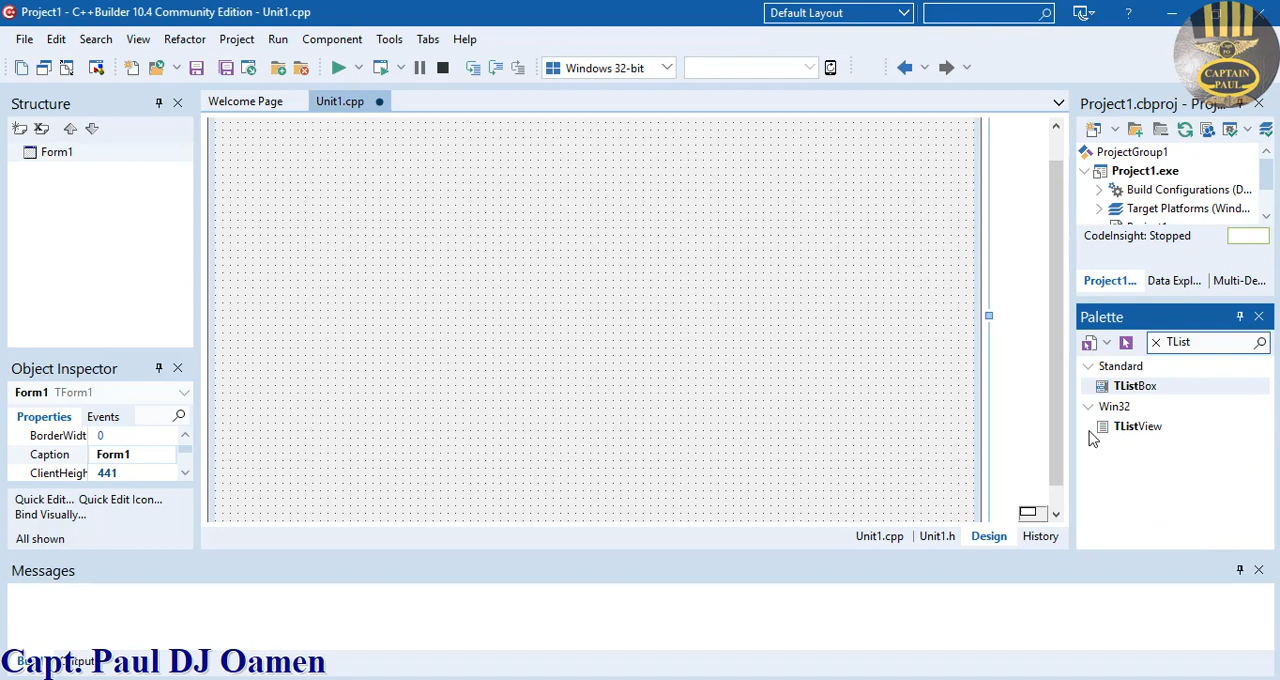 Project1 - C++Builder 10.4 Community Edition - Unit1.cpp
Default Layout
?
File Edit Search View Refactor Project Run Component Tools Tabs Help
Windows 32-bit
CAPTAIN
PAUL
Structure
Welcome Page Unit1.cpp
Project1.cbproj - Proj...
Form1
ProjectGroup1
Project1.exe
Build Configurations (D...
Target Platforms (Wind...
CodeInsight: Stopped
Project1... Data Expl... Multi-De...
Palette
TList
Standard
TListBox
Win32
TListView
Object Inspector
Form1 TForm1
Properties Events
BorderWidt 0
Caption Form1
ClientHeigh 441
Quick Edit... Quick Edit Icon...
Bind Visually...
All shown
Unit1.cpp Unit1.h Design History
Messages
Capt. Paul DJ Oamen